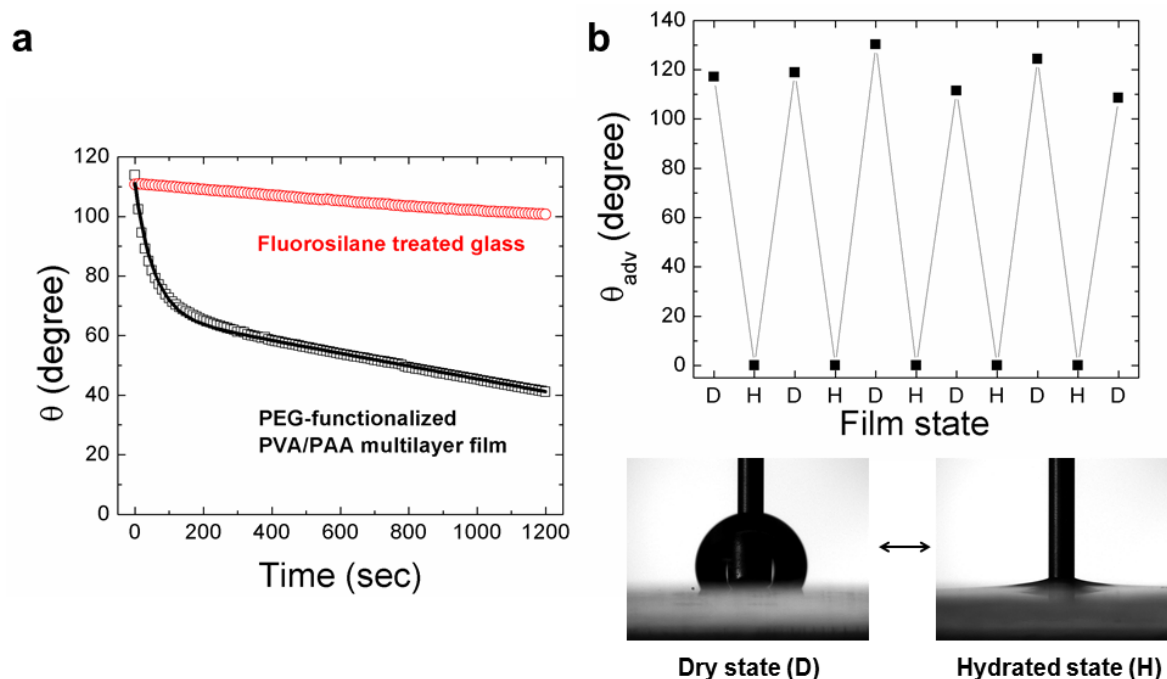 a
120
100
80
60
40
20
0
θ (degree)
Fluorosilane treated glass
PEG-functionalized
PVA/PAA multilayer film
0 200 400 600 800 1000 1200
Time (sec)
b
140
120
100
80
60
40
20
0
θadv (degree)
D H D H D H D H D H D
Film state
Dry state (D)
Hydrated state (H)